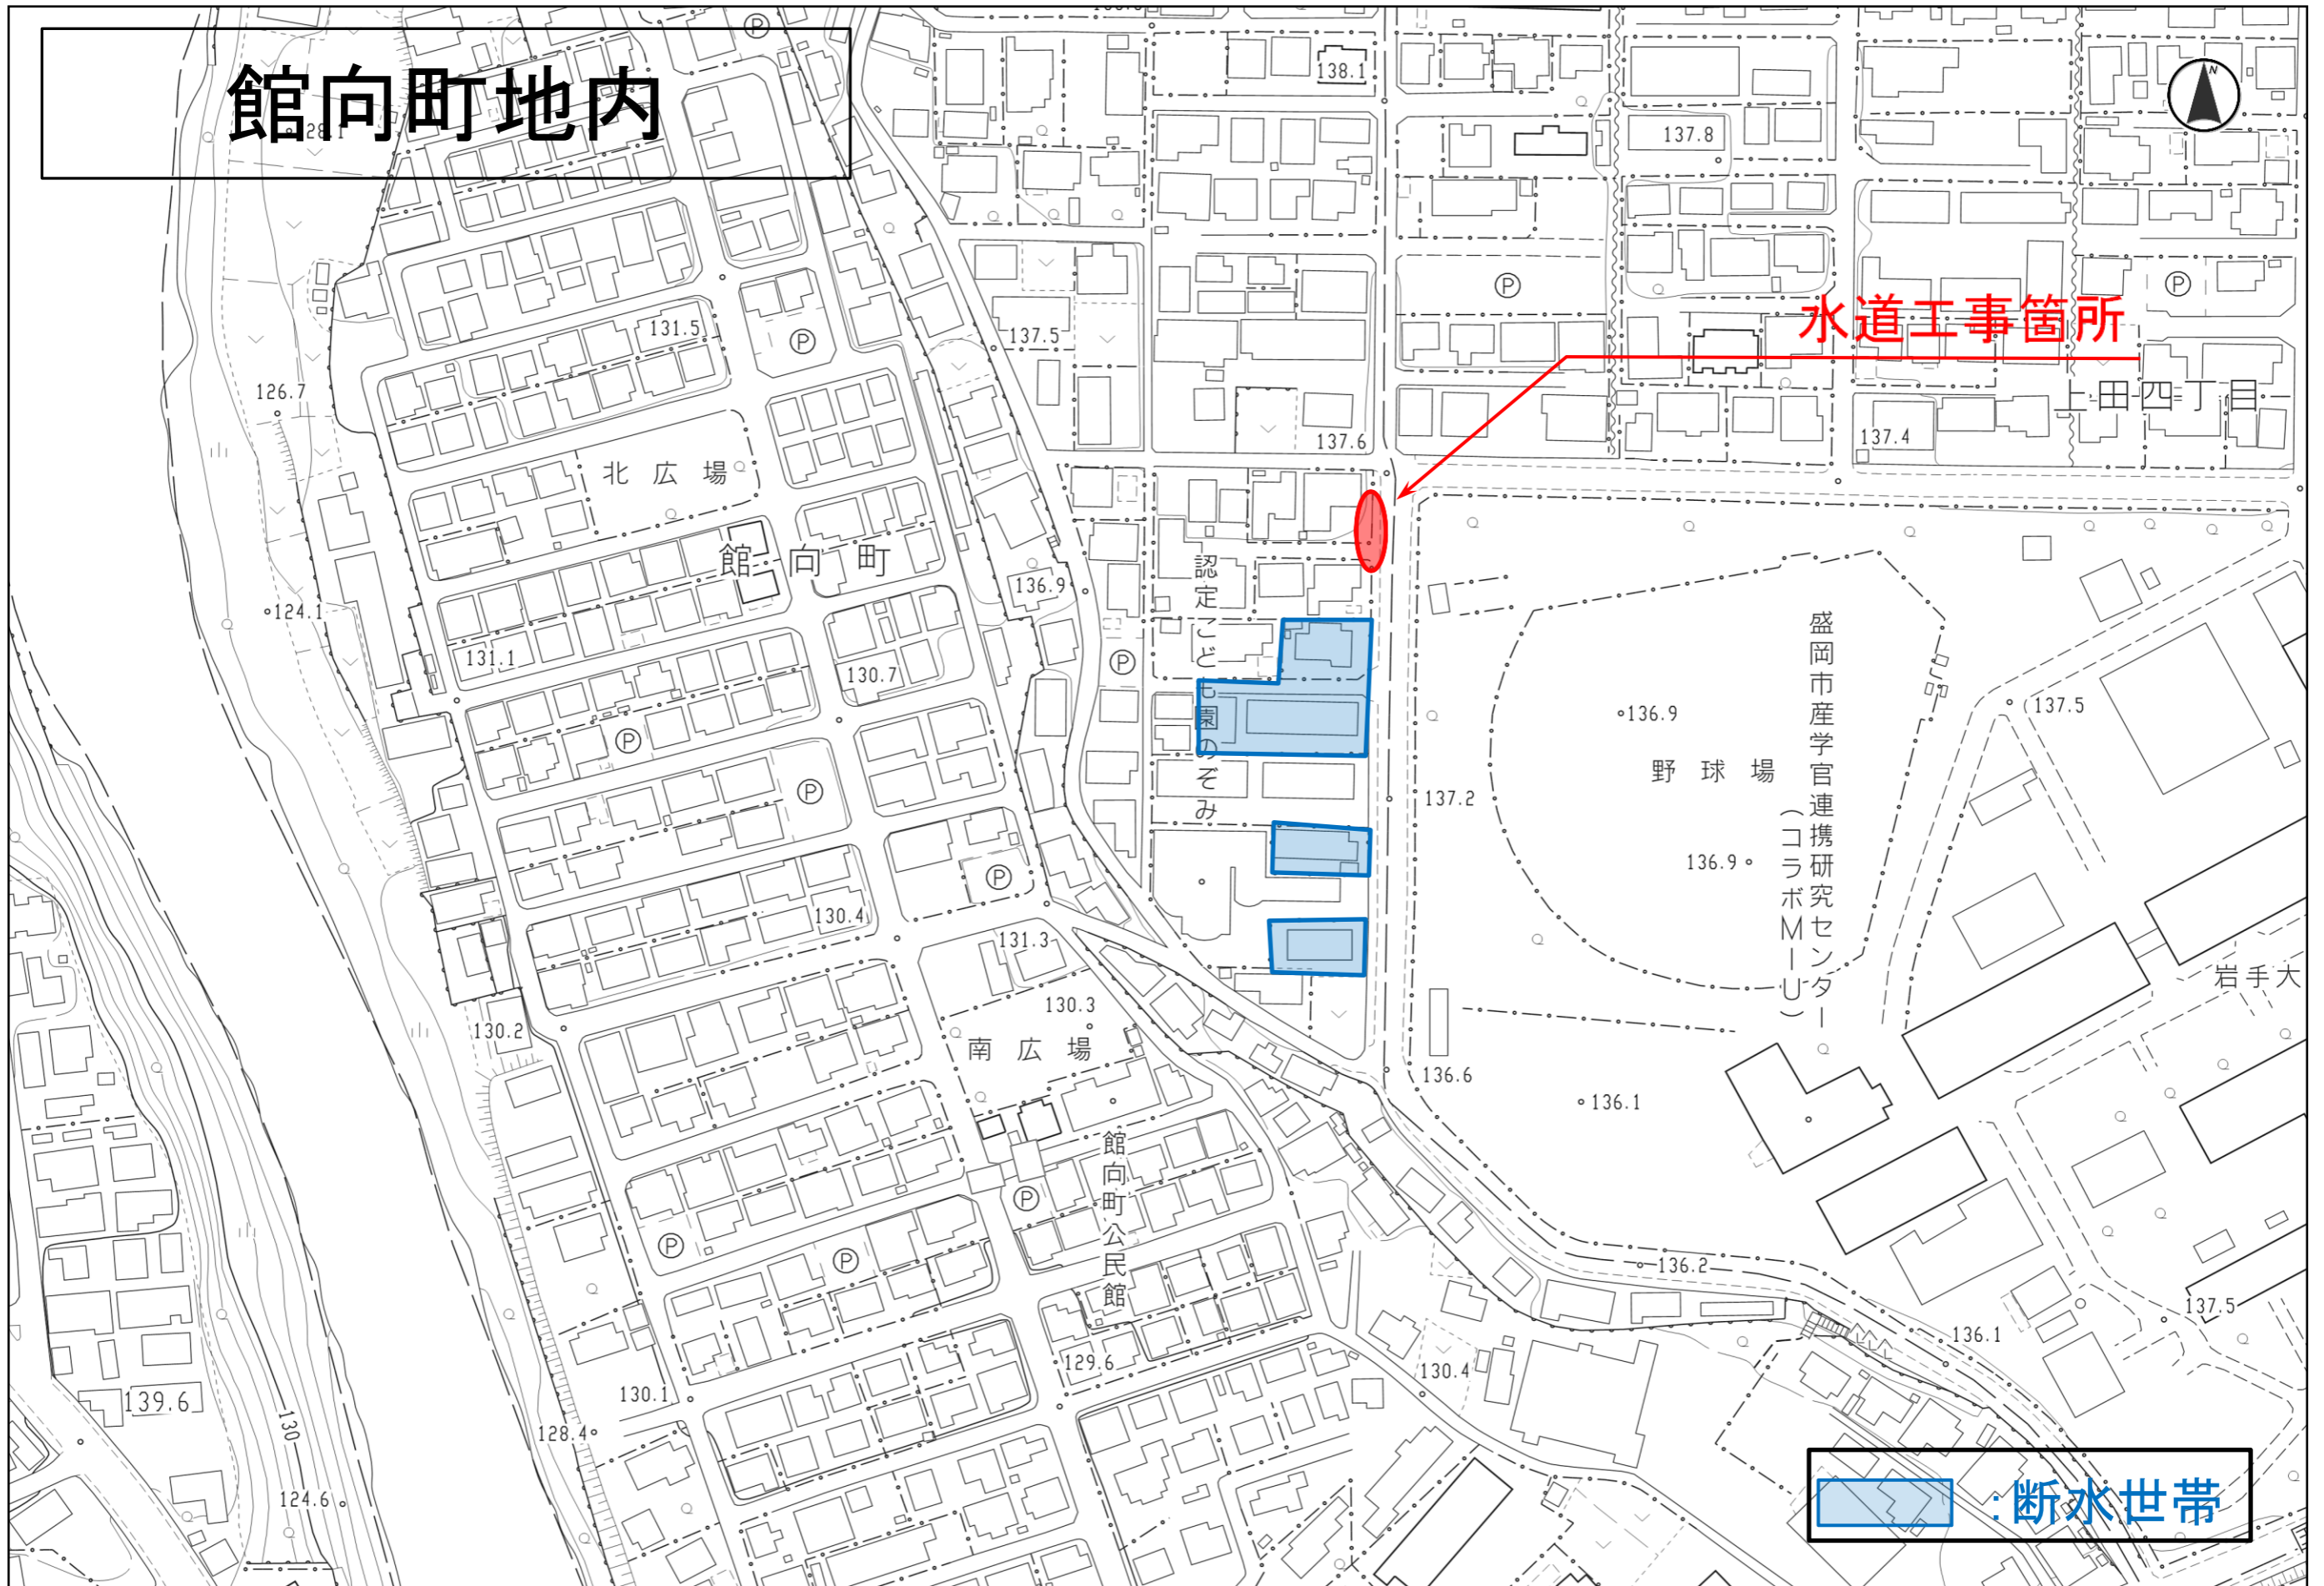 館向町地内
N
138.1
128.1
137.8
水道工事箇所
131.5
137.5
126.7
上田四丁目
137.6
137.4
北広場
館向町
認定こども園のぞみ
136.9
124.1
131.1
130.7
盛岡市産学官連携研究センター
(コラボMIU)
136.9
137.5
野球場
137.2
136.9
130.4
131.3
岩手大
130.3
130.2
南広場
136.6
136.1
館向町公民館
136.2
137.5
136.1
129.6
130.4
130.1
139.6
130
128.4
124.6
P
P
P
P
P
P
P
P
P
P
P
P
:断水世帯